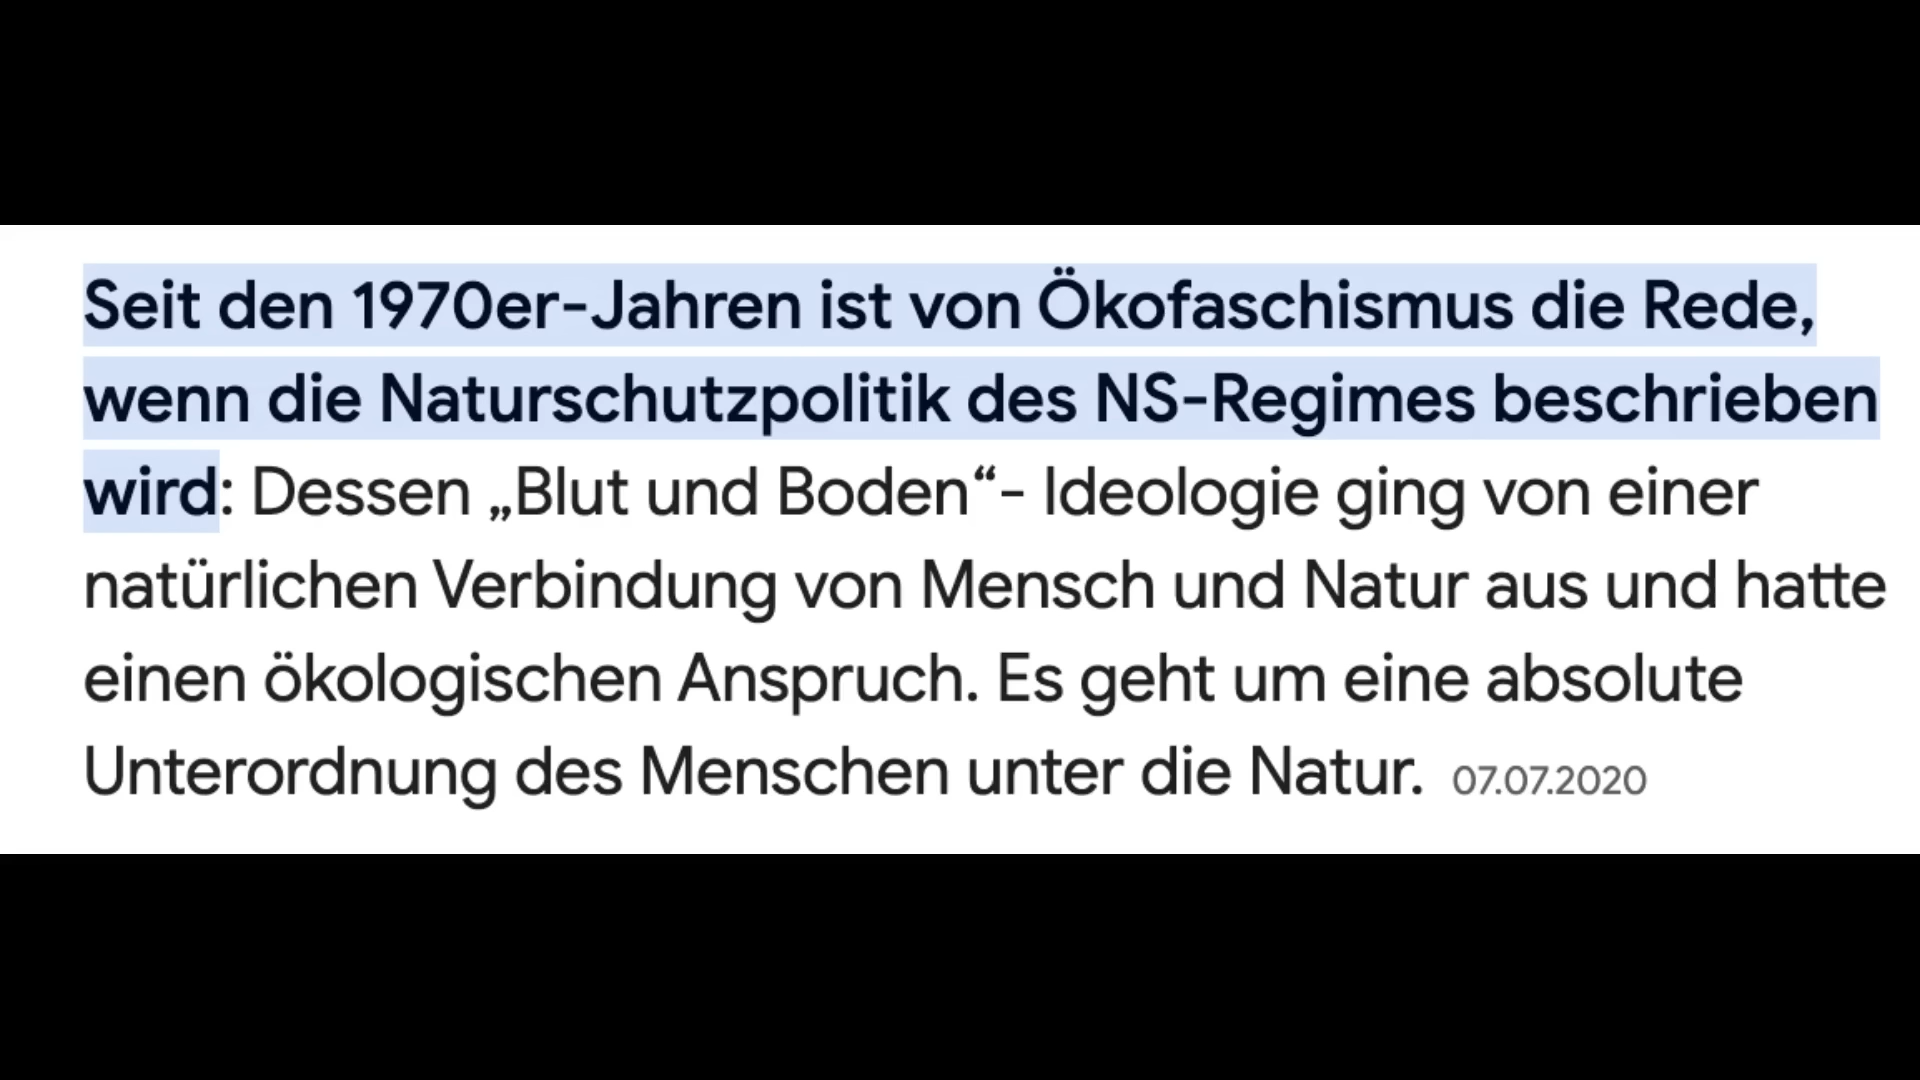 Seit den 1970er-Jahren ist von Ökofaschismus die Rede,
wenn die Naturschutzpolitik des NS-Regimes beschrieben
wird: Dessen „Blut und Boden“- Ideologie ging von einer
natürlichen Verbindung von Mensch und Natur aus und hatte
einen ökologischen Anspruch. Es geht um eine absolute
Unterordnung des Menschen unter die Natur. 07.07.2020